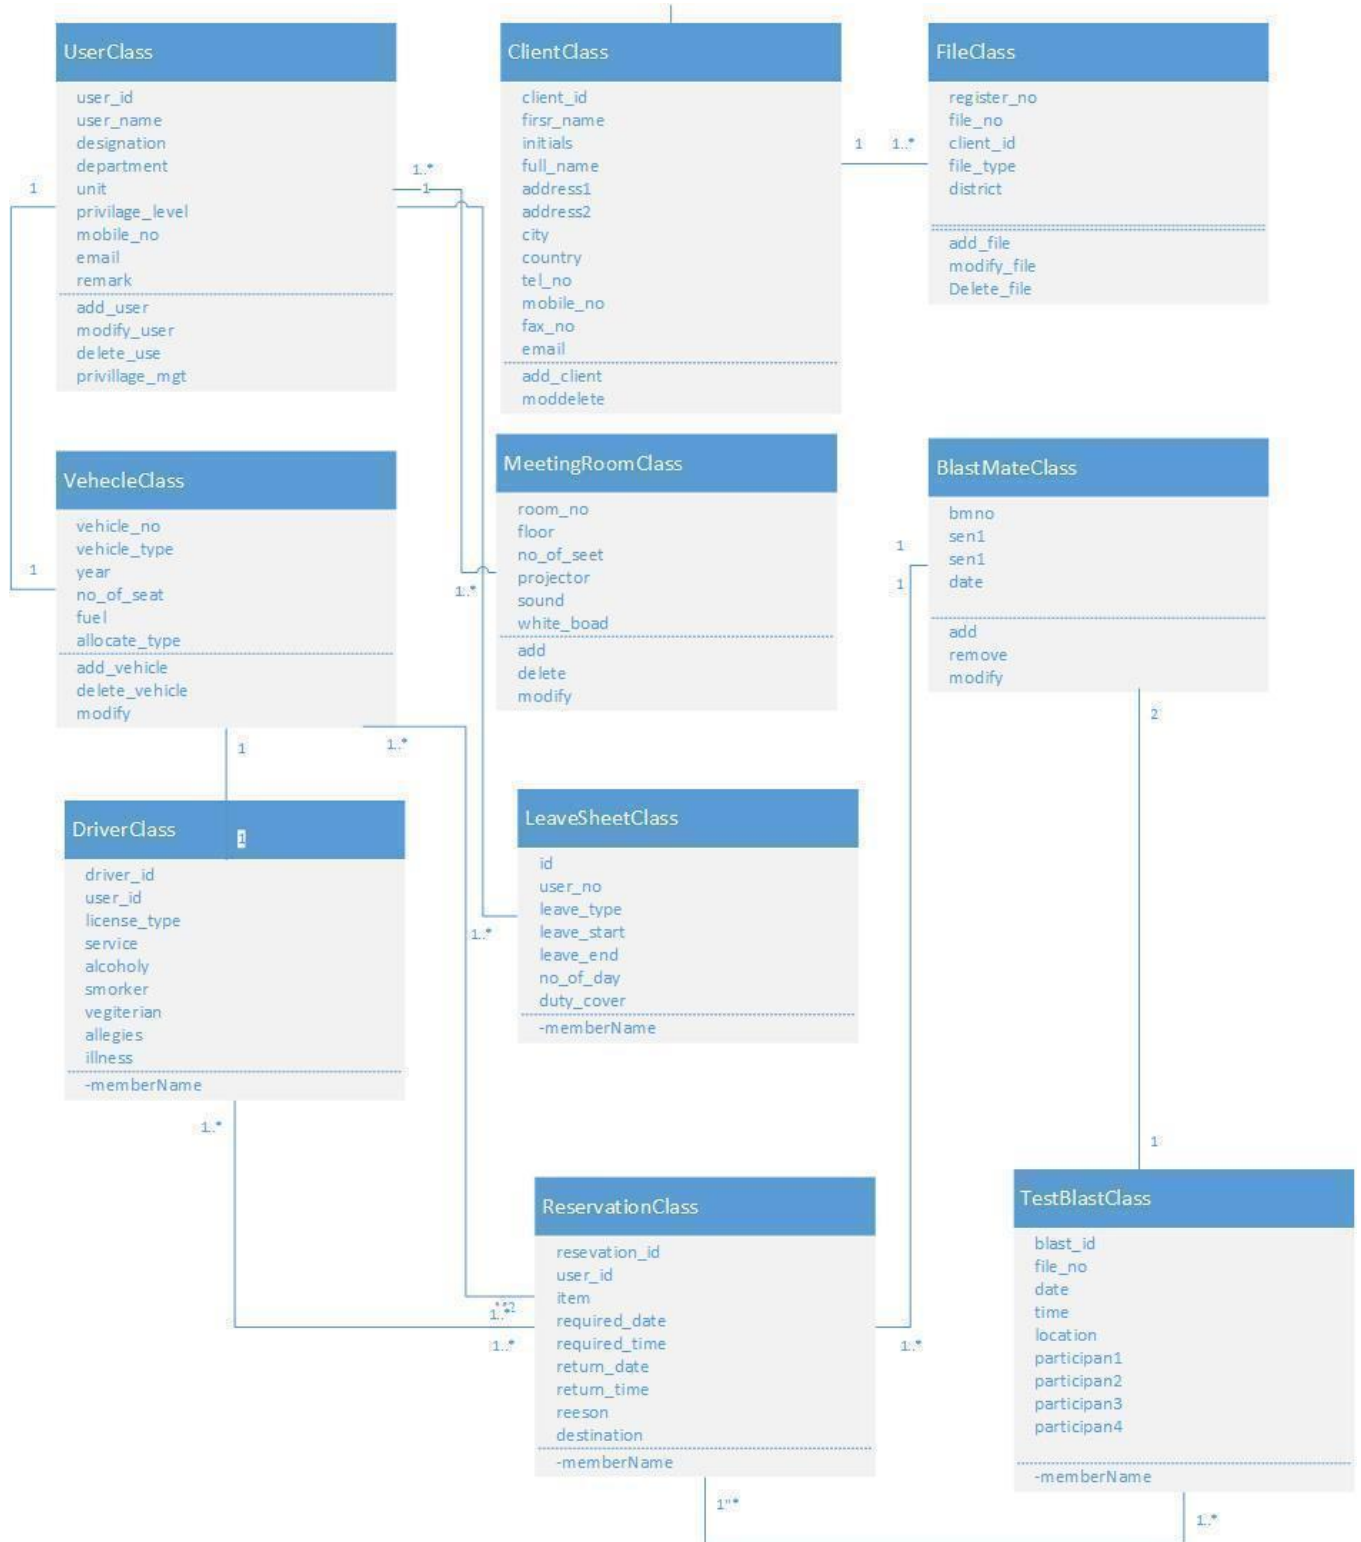 UserClass
user_id
user_name
designation
department
unit
privilage_level
mobile_no
email
remark
add_user
modify_user
delete_use
privillage_mgt
1
1..*
1
ClientClass
client_id
firsr_name
initials
full_name
address1
address2
city
country
tel_no
mobile_no
fax_no
email
add_client
moddelete
1
1..*
FileClass
register_no
file_no
client_id
file_type
district
add_file
modify_file
Delete_file
VehecleClass
vehicle_no
vehicle_type
year
no_of_seat
fuel
allocate_type
add_vehicle
delete_vehicle
modify
1
1
1..*
MeetingRoomClass
room_no
floor
no_of_seet
projector
sound
white_boad
add
delete
modify
1..*
BlastMateClass
bmno
sen1
sen1
date
add
remove
modify
1
1
2
DriverClass
1
driver_id
user_id
license_type
service
alcoholy
smorker
vegiterian
allegies
illness
-memberName
1..*
LeaveSheetClass
id
user_no
leave_type
leave_start
leave_end
no_of_day
duty_cover
-memberName
1..*
ReservationClass
resevation_id
user_id
item
required_date
required_time
return_date
return_time
reeson
destination
-memberName
1..*
1..*
1"*
1
TestBlastClass
blast_id
file_no
date
time
location
participan1
participan2
participan3
participan4
-memberName
1..*